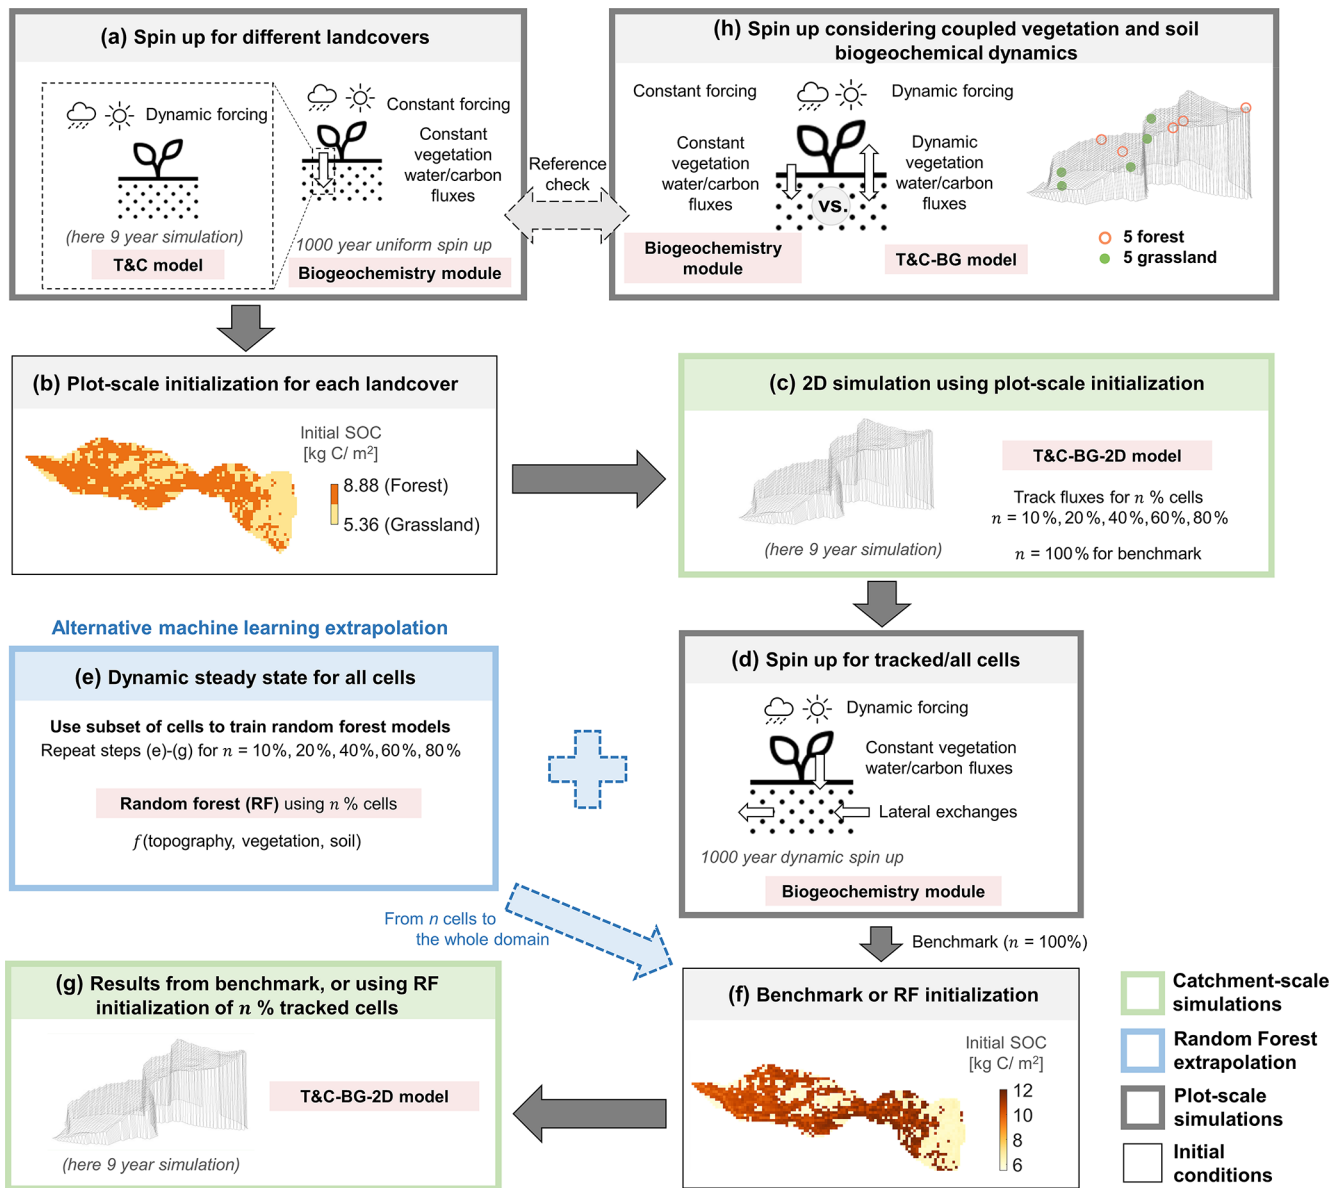 (a) Spin up for different landcovers
Dynamic forcing
(here 9 year simulation)
T&C model
Constant forcing
Constant
vegetation
water/carbon
fluxes
1000 year uniform spin up
Biogeochemistry module
Reference
check
(h) Spin up considering coupled vegetation and soil
biogeochemical dynamics
Constant forcing
Constant
vegetation
water/carbon
fluxes
Biogeochemistry
module
vs.
Dynamic forcing
Dynamic
vegetation
water/carbon
fluxes
T&C-BG model
5 forest
5 grassland
(b) Plot-scale initialization for each landcover
Initial SOC
[kg C/ m²]
8.88 (Forest)
5.36 (Grassland)
(c) 2D simulation using plot-scale initialization
(here 9 year simulation)
T&C-BG-2D model
Track fluxes for n % cells
n = 10 %, 20 %, 40 %, 60 %, 80 %
n = 100 % for benchmark
(d) Spin up for tracked/all cells
Dynamic forcing
Constant vegetation
water/carbon fluxes
Lateral exchanges
1000 year dynamic spin up
Biogeochemistry module
Benchmark (n = 100%)
Alternative machine learning extrapolation
(e) Dynamic steady state for all cells
Use subset of cells to train random forest models
Repeat steps (e)-(g) for n = 10 %, 20 %, 40 %, 60 %, 80 %
Random forest (RF) using n % cells
f(topography, vegetation, soil)
From n cells to
the whole domain
(f) Benchmark or RF initialization
Initial SOC
[kg C/ m²]
12
10
8
6
(g) Results from benchmark, or using RF
initialization of n % tracked cells
(here 9 year simulation)
T&C-BG-2D model
Catchment-scale
simulations
Random Forest
extrapolation
Plot-scale
simulations
Initial
conditions